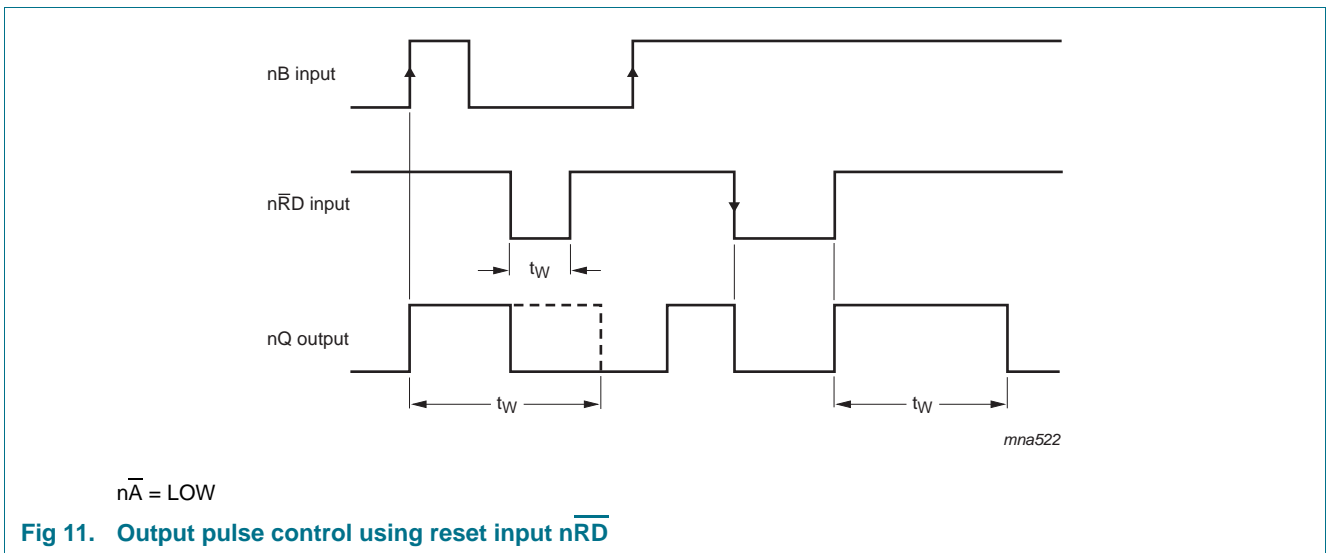 nB input
nR̅D input
tW
nQ output
tW
tW
mna522
nA̅ = LOW
Fig 11. Output pulse control using reset input nR̅D̅